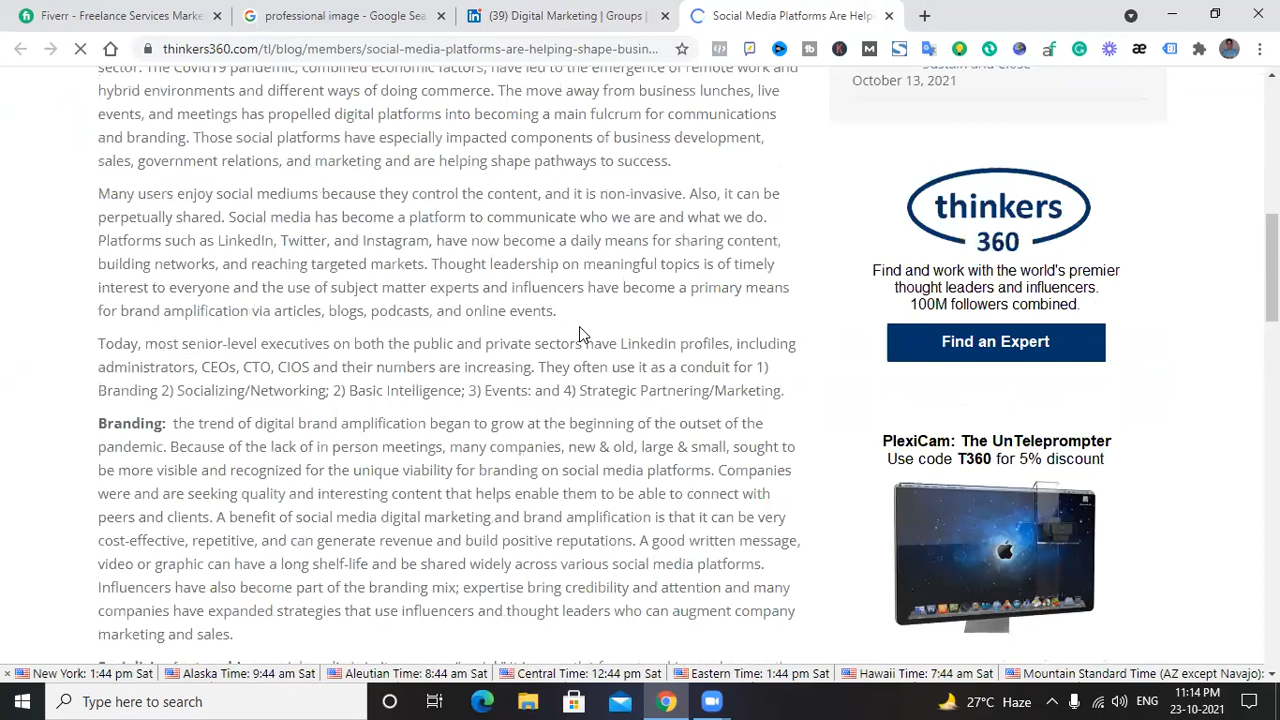 Fiverr - Freelance Services Marke
professional image - Google Sea
(39) Digital Marketing | Groups |
Social Media Platforms Are Help
thinkers360.com/tl/blog/members/social-media-platforms-are-helping-shape-busin...
sector. The Covid19 pandemic, combined economic factors, have led to the emergence of remote work and
hybrid environments and different ways of doing commerce. The move away from business lunches, live
events, and meetings has propelled digital platforms into becoming a main fulcrum for communications
and branding. Those social platforms have especially impacted components of business development,
sales, government relations, and marketing and are helping shape pathways to success.
Many users enjoy social mediums because they control the content, and it is non-invasive. Also, it can be
perpetually shared. Social media has become a platform to communicate who we are and what we do.
Platforms such as LinkedIn, Twitter, and Instagram, have now become a daily means for sharing content,
building networks, and reaching targeted markets. Thought leadership on meaningful topics is of timely
interest to everyone and the use of subject matter experts and influencers have become a primary means
for brand amplification via articles, blogs, podcasts, and online events.
Today, most senior-level executives on both the public and private sectors have Linkedin profiles, including
administrators, CEOs, CTO, CIOS and their numbers are increasing. They often use it as a conduit for 1)
Branding 2) Socializing/Networking; 2) Basic Intelligence; 3) Events: and 4) Strategic Partnering/Marketing.
Branding: the trend of digital brand amplification began to grow at the beginning of the outset of the
pandemic. Because of the lack of in person meetings, many companies, new & old, large & small, sought to
be more visible and recognized for the unique viability for branding on social media platforms. Companies
were and are seeking quality and interesting content that helps enable them to be able to connect with
peers and clients. A benefit of social media digital marketing and brand amplification is that it can be very
cost-effective, repetitive, and can generate revenue and build positive reputations. A good written message,
video or graphic can have a long shelf-life and be shared widely across various social media platforms.
Influencers have also become part of the branding mix; expertise bring credibility and attention and many
companies have expanded strategies that use influencers and thought leaders who can augment company
marketing and sales.
Sustain and Close
October 13, 2021
thinkers
360
Find and work with the world's premier
thought leaders and influencers.
100M followers combined.
Find an Expert
PlexiCam: The UnTeleprompter
Use code T360 for 5% discount
New York: 1:44 pm Sat
Alaska Time: 9:44 am Sat
Aleutian Time: 8:44 am Sat
Central Time: 12:44 pm Sat
Eastern Time: 1:44 pm Sat
Hawaii Time: 7:44 am Sat
Mountain Standard Time (AZ except Navajo):
Type here to search
27°C Haze
ENG
11:14 PM
23-10-2021